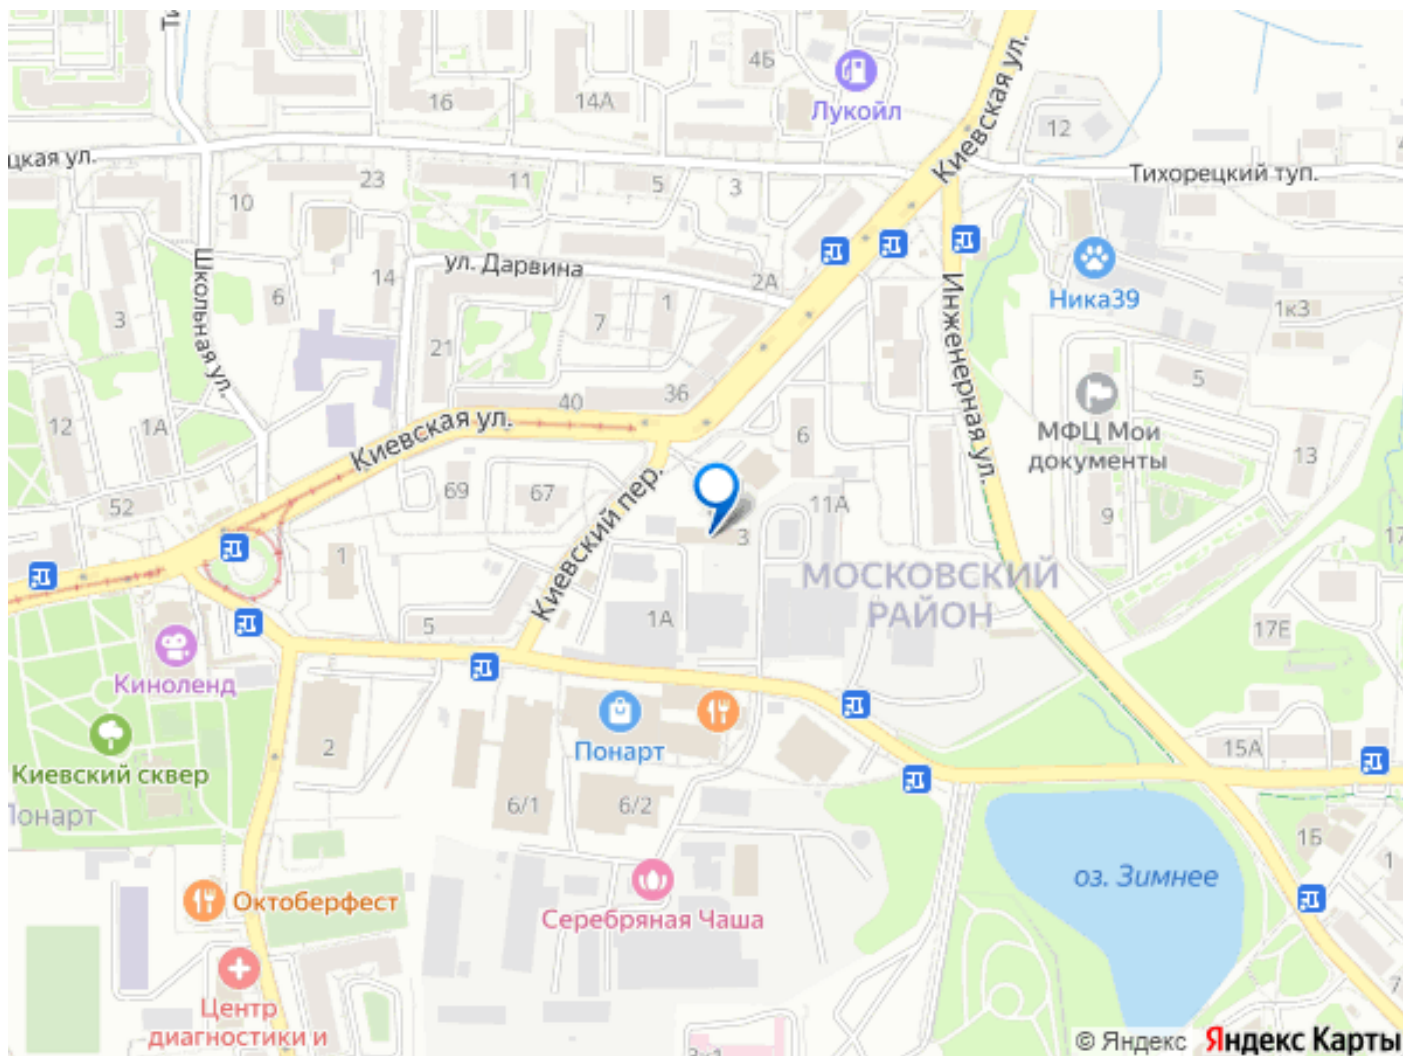 4Б
Лукойл
Киевская ул.
16
14А
12
цкая ул.
23
11
5
3
Тихорецкий туп.
10
Школьная ул.
ул. Дарвина
2А
14
6
3
7
1
21
Ника39
1к3
Инженерная ул.
5
36
40
Киевская ул.
12
1А
6
МФЦ Мои
документы
13
52
69
67
11А
9
3
17
Киевский пер.
1
МОСКОВСКИЙ
РАЙОН
1А
5
17Е
Киноленд
2
Понарт
15А
Киевский сквер
Понарт
6/1
6/2
1Б
1
оз. Зимнее
Октоберфест
Серебряная Чаша
7
Центр
диагностики и
© Яндекс Яндекс Карты